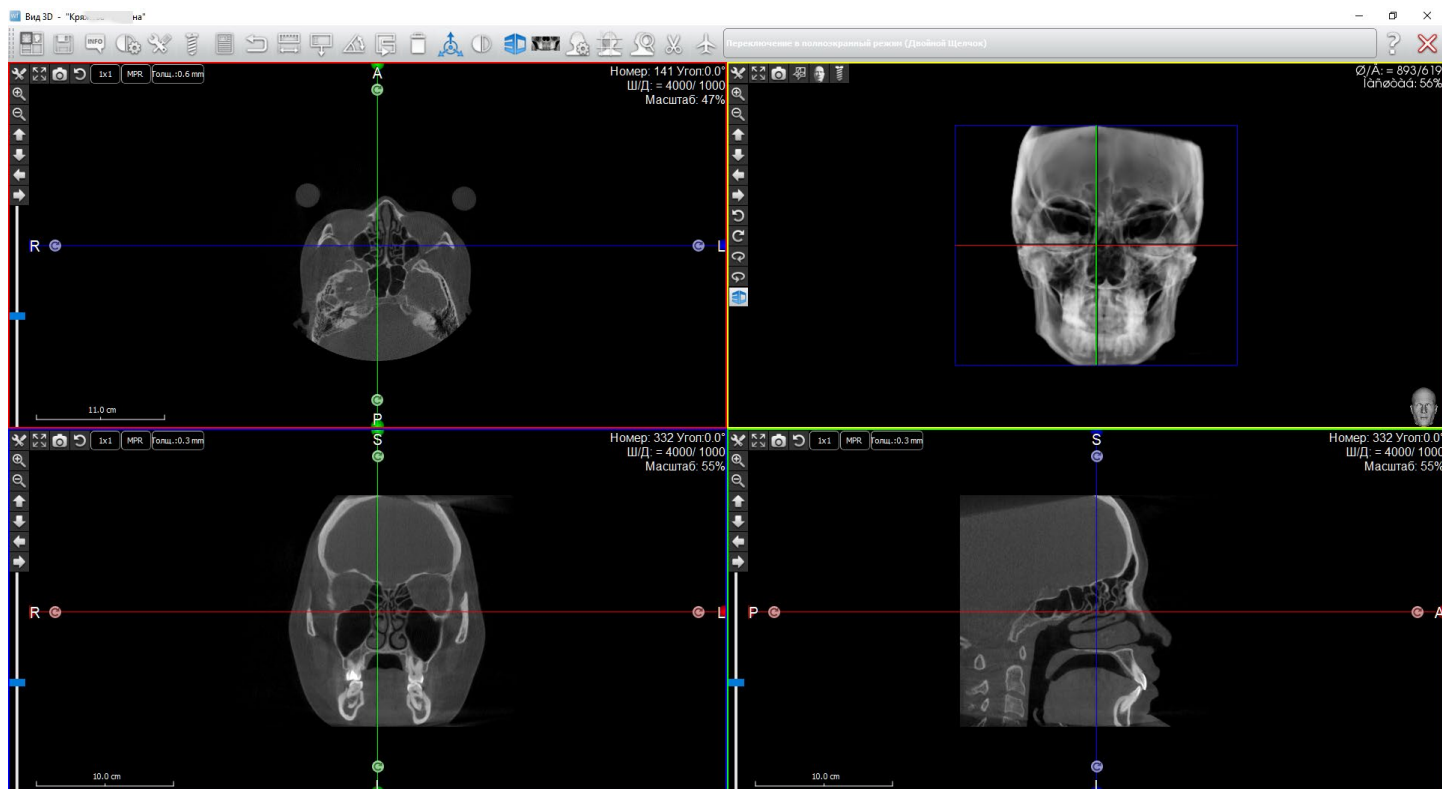 Вид 3D - "Кря на"
INFO
Переключение в полноэкранный режим (Двойной Щелчок)
1x1 MPR Толщ.:0.6 mm
A
Номер: 141 Угол:0.0°
Ш/Д: = 4000/ 1000
Масштаб: 47%
R L
11.0 cm
P
Ø/Ä: = 893/619
Ìàñøòàá: 56%
1x1 MPR Толщ.:0.3 mm
S
Номер: 332 Угол:0.0°
Ш/Д: = 4000/ 1000
Масштаб: 55%
R L
10.0 cm
I
1x1 MPR Толщ.:0.3 mm
S
Номер: 332 Угол:0.0°
Ш/Д: = 4000/ 1000
Масштаб: 55%
P A
10.0 cm
I